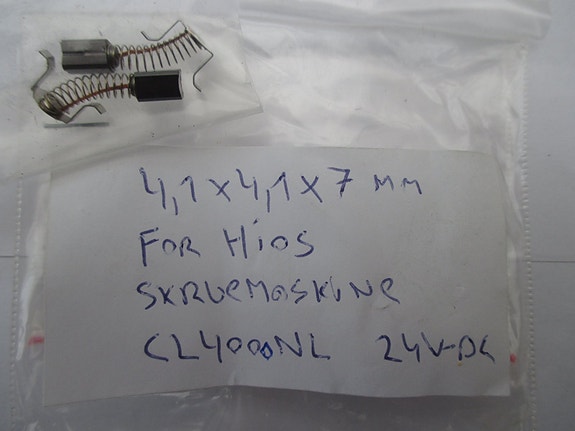 4,1x4,1x7 mm
FOR Hios
SKRUEMASKINE
CL4000NL 24V-DC